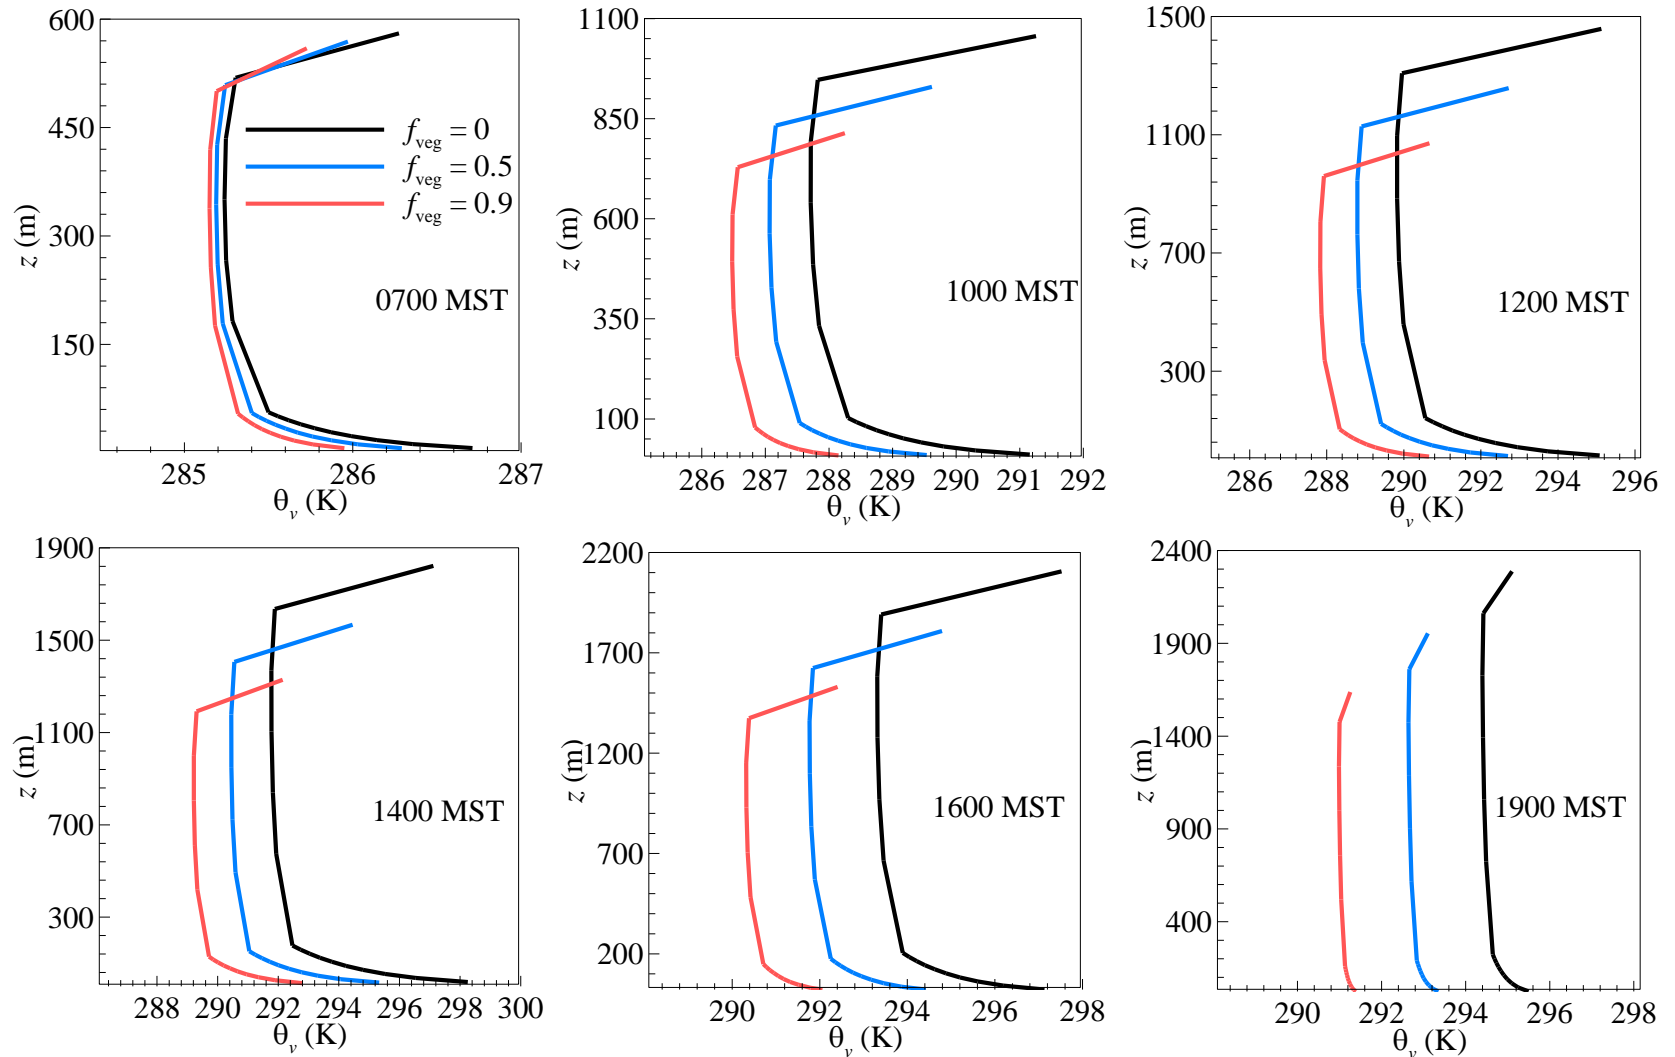 600
450
300
150
z (m)
f_veg = 0
f_veg = 0.5
f_veg = 0.9
0700 MST
285 286 287
θ_v (K)
1100
850
600
350
100
z (m)
1000 MST
286 287 288 289 290 291 292
θ_v (K)
1500
1100
700
300
z (m)
1200 MST
286 288 290 292 294 296
θ_v (K)
1900
1500
1100
700
300
z (m)
1400 MST
288 290 292 294 296 298 300
θ_v (K)
2200
1700
1200
700
200
z (m)
1600 MST
290 292 294 296 298
θ_v (K)
2400
1900
1400
900
400
z (m)
1900 MST
290 292 294 296 298
θ_v (K)